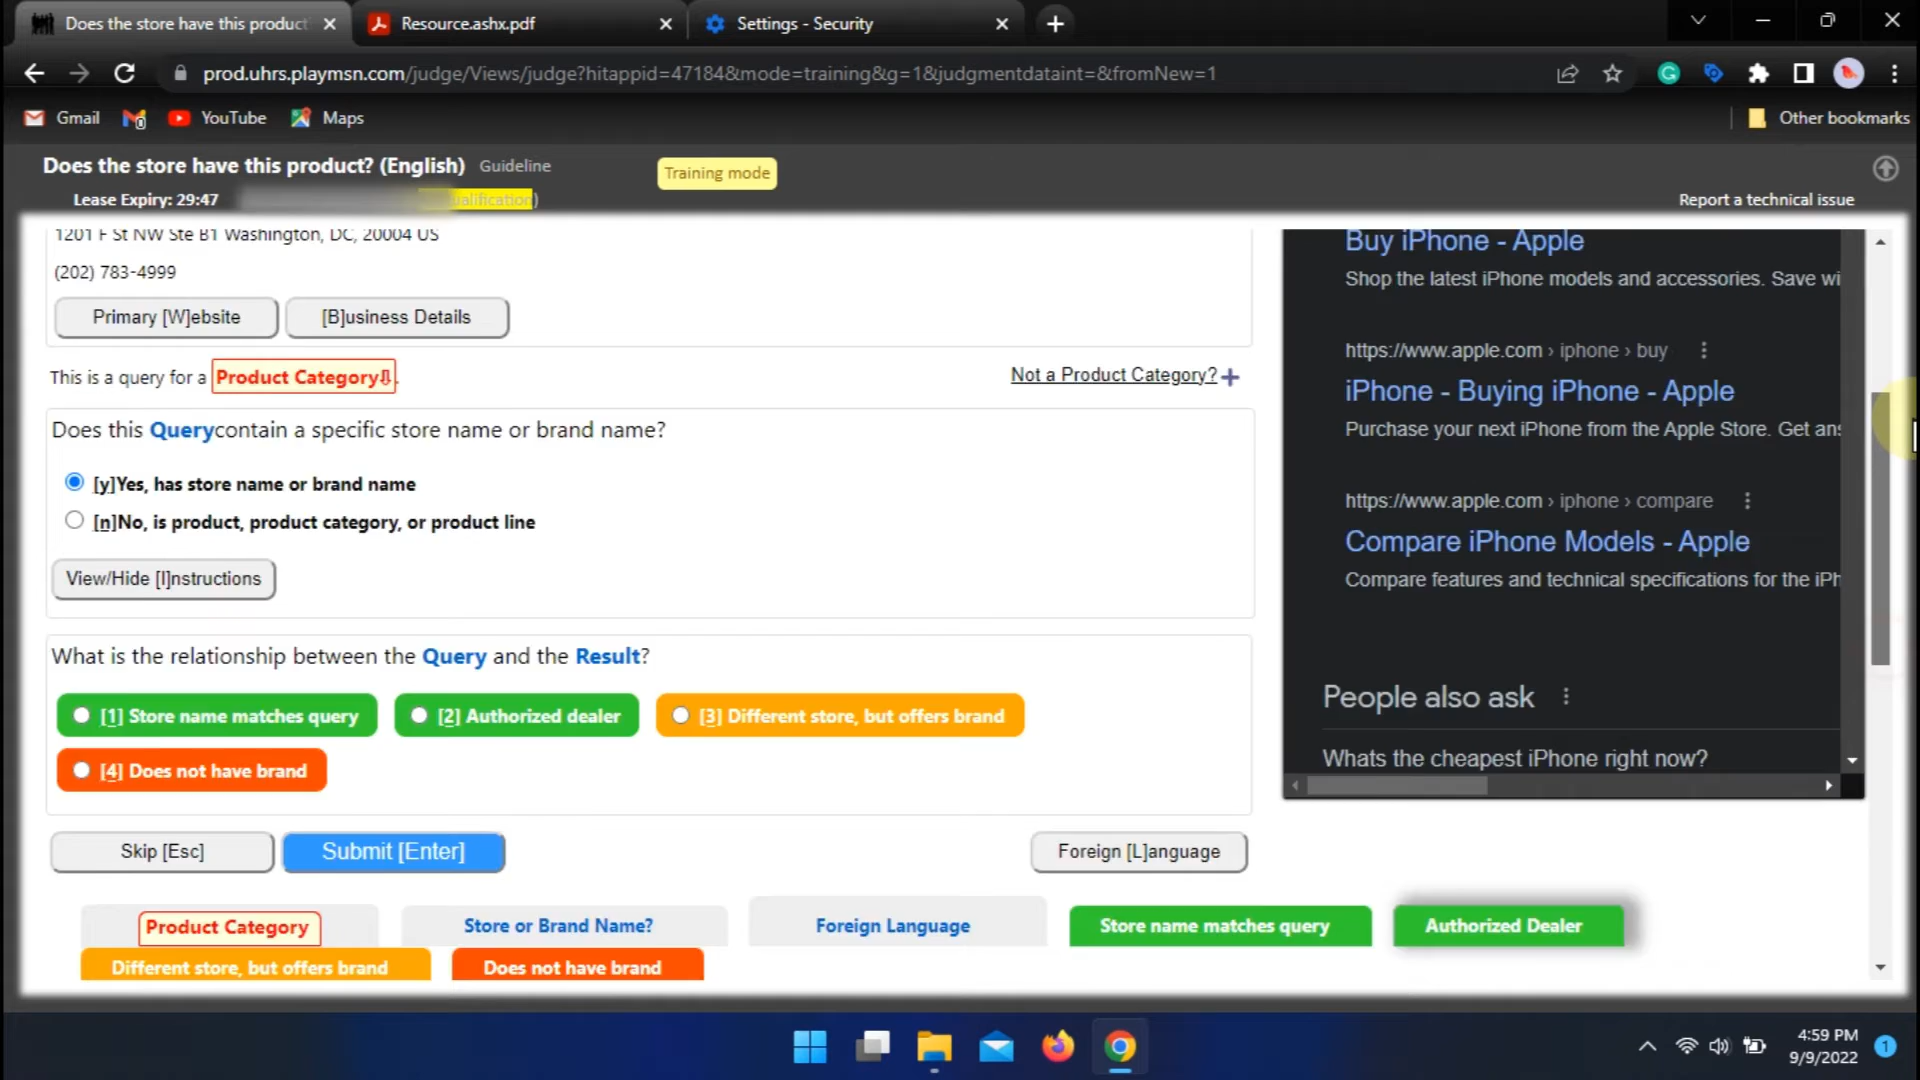 Does the store have this product
Resource.ashx.pdf
Settings - Security
prod.uhrs.playmsn.com/judge/Views/judge?hitappid=47184&mode=training&g=1&judgmentdataint=&fromNew=1
Gmail
YouTube
Maps
Other bookmarks
Does the store have this product? (English)
Guideline
Training mode
Lease Expiry: 29:47
Report a technical issue
1201 F St NW Ste B1 Washington, DC, 20004 US
(202) 783-4999
Primary [W]ebsite
[B]usiness Details
This is a query for a Product Category⇩.
Not a Product Category?
Does this Querycontain a specific store name or brand name?
[y]Yes, has store name or brand name
[n]No, is product, product category, or product line
View/Hide [I]nstructions
What is the relationship between the Query and the Result?
[1] Store name matches query
[2] Authorized dealer
[3] Different store, but offers brand
[4] Does not have brand
Skip [Esc]
Submit [Enter]
Foreign [L]anguage
Product Category
Store or Brand Name?
Foreign Language
Store name matches query
Authorized Dealer
Different store, but offers brand
Does not have brand
Buy iPhone - Apple
Shop the latest iPhone models and accessories. Save wi
https://www.apple.com › iphone › buy
iPhone - Buying iPhone - Apple
Purchase your next iPhone from the Apple Store. Get ans
https://www.apple.com › iphone › compare
Compare iPhone Models - Apple
Compare features and technical specifications for the iPh
People also ask
Whats the cheapest iPhone right now?
4:59 PM
9/9/2022
1